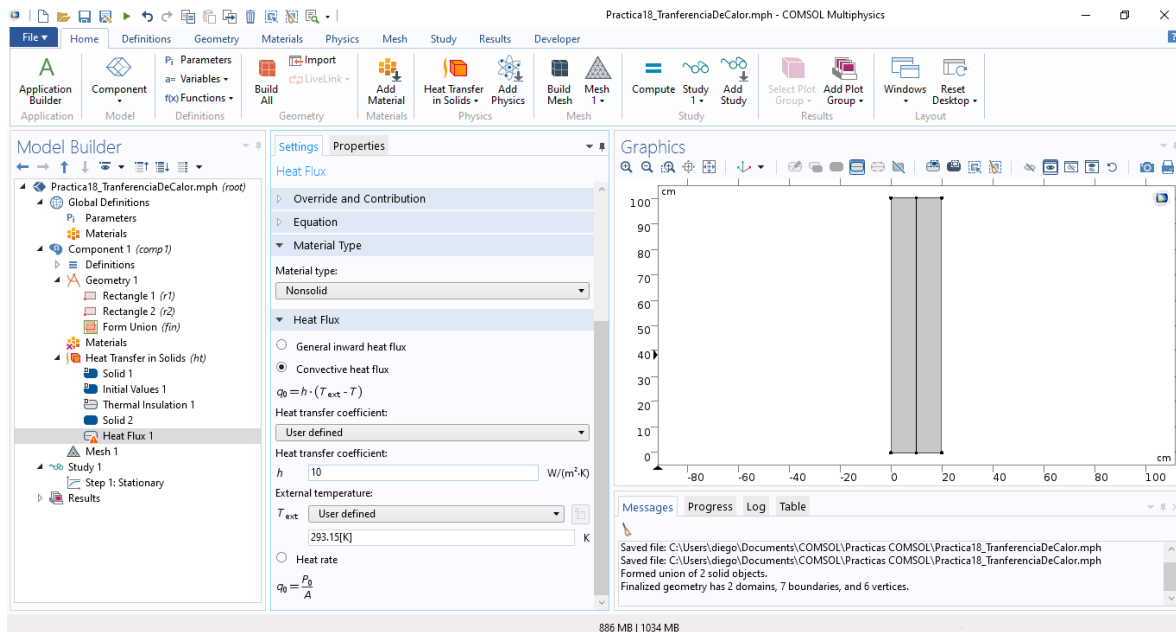 Practica18_TranferenciaDeCalor.mph - COMSOL Multiphysics
File ▾
Home
Definitions
Geometry
Materials
Physics
Mesh
Study
Results
Developer
Application Builder
Application
Component
Model
Pi Parameters
a= Variables
f(x) Functions
Definitions
Build All
Import
LiveLink
Geometry
Add Material
Materials
Heat Transfer in Solids
Add Physics
Physics
Build Mesh
Mesh 1
Mesh
Compute
Study 1
Add Study
Study
Select Plot Group
Add Plot Group
Results
Windows
Reset Desktop
Layout
Model Builder
Practica18_TranferenciaDeCalor.mph (root)
Global Definitions
Pi Parameters
Materials
Component 1 (comp1)
Definitions
Geometry 1
Rectangle 1 (r1)
Rectangle 2 (r2)
Form Union (fin)
Materials
Heat Transfer in Solids (ht)
Solid 1
Initial Values 1
Thermal Insulation 1
Solid 2
Heat Flux 1
Mesh 1
Study 1
Step 1: Stationary
Results
Settings
Properties
Heat Flux
Override and Contribution
Equation
Material Type
Material type:
Nonsolid
Heat Flux
General inward heat flux
Convective heat flux
q₀ = h · (Text - T)
Heat transfer coefficient:
User defined
Heat transfer coefficient:
h 10 W/(m²·K)
External temperature:
Text User defined
293.15[K] K
Heat rate
q₀ = P₀/A
Graphics
cm
100
90
80
70
60
50
40
30
20
10
0
-80 -60 -40 -20 0 20 40 60 80 100
cm
Messages
Progress
Log
Table
Saved file: C:\Users\diego\Documents\COMSOL\Practicas COMSOL\Practica18_TranferenciaDeCalor.mph
Saved file: C:\Users\diego\Documents\COMSOL\Practicas COMSOL\Practica18_TranferenciaDeCalor.mph
Formed union of 2 solid objects.
Finalized geometry has 2 domains, 7 boundaries, and 6 vertices.
886 MB | 1034 MB